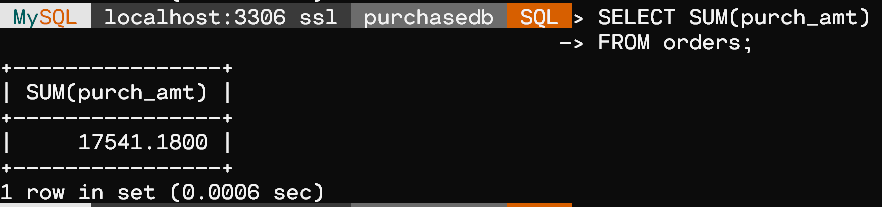 MySQL localhost:3306 ssl purchasedb SQL > SELECT SUM(purch_amt)
-> FROM orders;
+----------------+
| SUM(purch_amt) |
+----------------+
|     17541.1800 |
+----------------+
1 row in set (0.0006 sec)